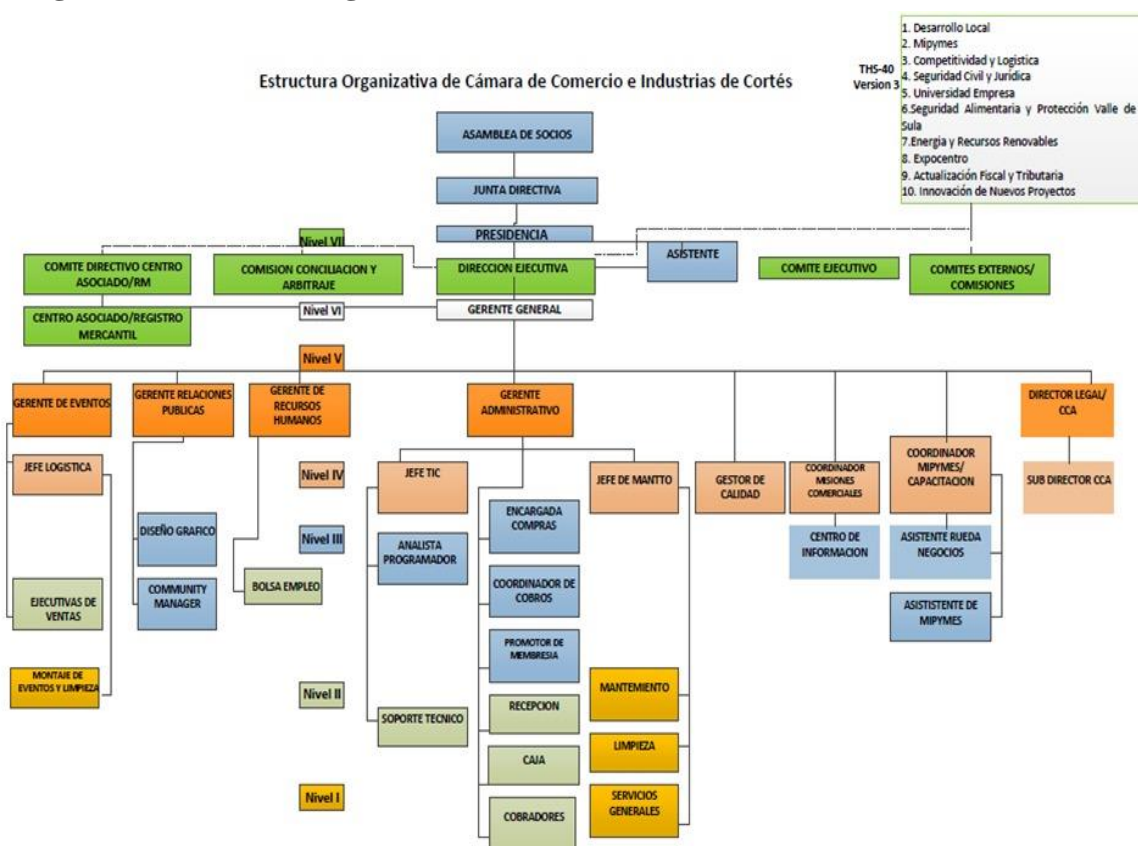 1. Desarrollo Local
2. Mipymes
3. Competitividad y Logistica
4. Seguridad Civil y Juridica
5. Universidad Empresa
6.Seguridad Alimentaria y Protección Valle de
Sula
7.Energia y Recursos Renovables
8. Expocentro
9. Actualización Fiscal y Tributaria
10. Innovación de Nuevos Proyectos
THS-40
Version 3
Estructura Organizativa de Cámara de Comercio e Industrias de Cortés
ASAMBLEA DE SOCIOS
JUNTA DIRECTIVA
PRESIDENCIA
Nivel VII
ASISTENTE
COMITE DIRECTIVO CENTRO
ASOCIADO/RM
COMISION CONCILIACION Y
ARBITRAJE
DIRECCION EJECUTIVA
COMITE EJECUTIVO
COMITES EXTERNOS/
COMISIONES
CENTRO ASOCIADO/REGISTRO
MERCANTIL
Nivel VI
GERENTE GENERAL
Nivel V
GERENTE DE EVENTOS
GERENTE RELACIONES
PUBLICAS
GERENTE DE
RECURSOS
HUMANOS
GERENTE
ADMINISTRATIVO
DIRECTOR LEGAL/
CCA
JEFE LOGISTICA
Nivel IV
JEFE TIC
JEFE DE MANTTO
GESTOR DE
CALIDAD
COORDINADOR
MISIONES
COMERCIALES
COORDINADOR
MIPYMES/
CAPACITACION
SUB DIRECTOR CCA
DISEÑO GRAFICO
Nivel III
ANALISTA
PROGRAMADOR
ENCARGADA
COMPRAS
CENTRO DE
INFORMACION
ASISTENTE RUEDA
NEGOCIOS
EJECUTIVAS DE
VENTAS
COMMUNITY
MANAGER
BOLSA EMPLEO
COORDINADOR DE
COBROS
ASISTISTENTE DE
MIPYMES
PROMOTOR DE
MEMBRESIA
MONTAJE DE
EVENTOS Y LIMPIEZA
Nivel II
SOPORTE TECNICO
RECEPCION
MANTEMIENTO
CAJA
LIMPIEZA
Nivel I
COBRADORES
SERVICIOS
GENERALES